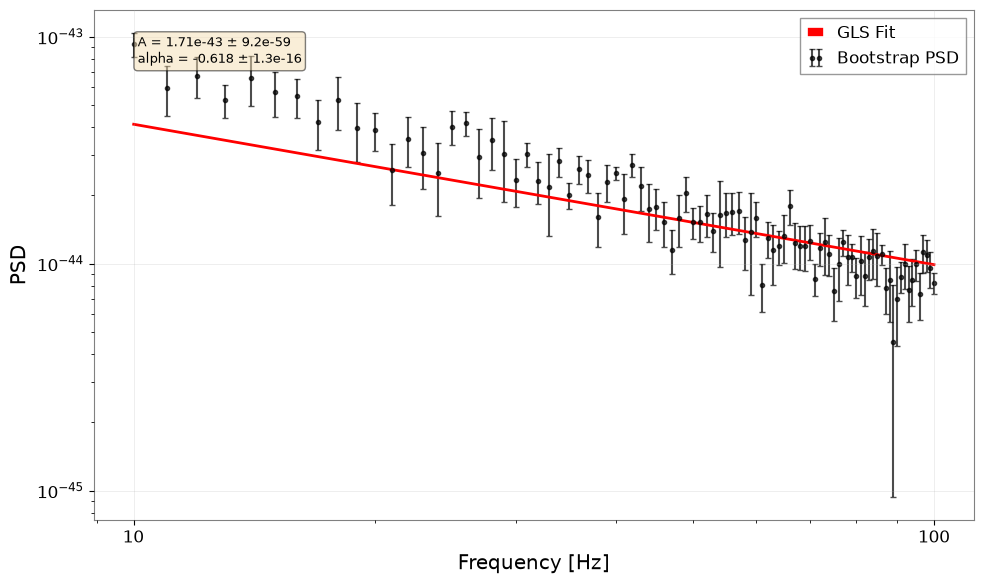 A = 1.71e-43 ± 9.2e-59
alpha = -0.618 ± 1.3e-16
GLS Fit
Bootstrap PSD
10⁻⁴³
10⁻⁴⁴
10⁻⁴⁵
PSD
10
100
Frequency [Hz]